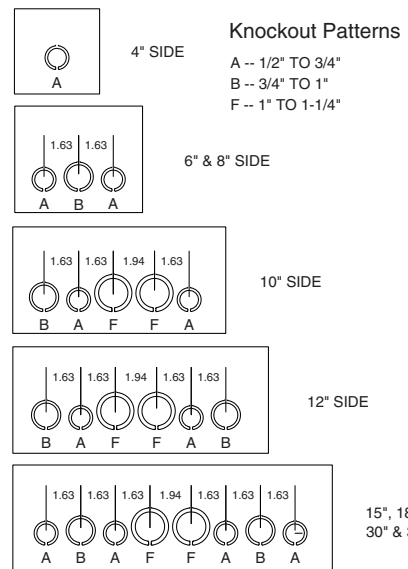 Knockout Patterns
A -- 1/2" TO 3/4"
B -- 3/4" TO 1"
F -- 1" TO 1-1/4"
A
4" SIDE
1.63 1.63
A B A
6" & 8" SIDE
1.63 1.63 1.94 1.63
B A F F A
10" SIDE
1.63 1.63 1.94 1.63 1.63
B A F F A B
12" SIDE
1.63 1.63 1.63 1.94 1.63 1.63 1.63
A B A F F A B A
15",
30" &